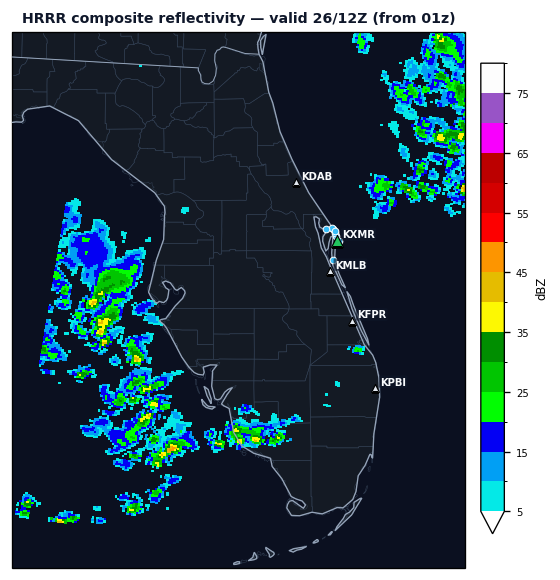 HRRR composite reflectivity — valid 26/12Z (from 01z)
75
65
KDAB
55
KXMR
KMLB
45
dBZ
KFPR
35
KPBI
25
15
5